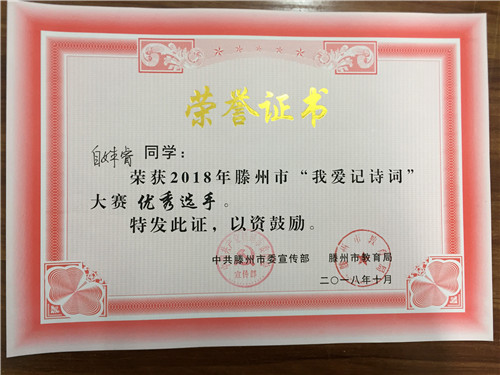 荣誉证书
同学：
荣获2018年滕州市“我爱记诗词”
大赛 优秀选手。
特发此证，以资鼓励。
中共滕州市委宣传部 滕州市教育局
二〇一八年十月
宣传部